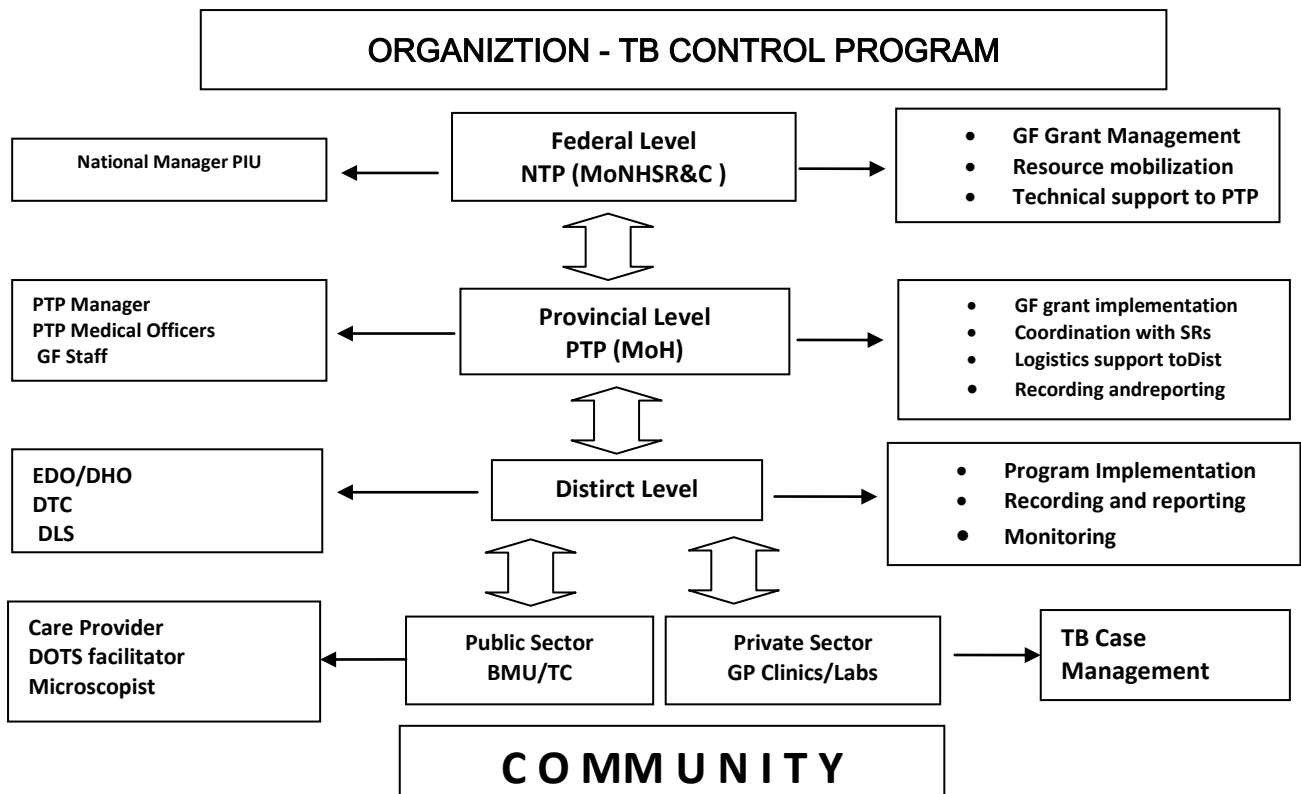 ORGANIZTION - TB CONTROL PROGRAM
National Manager PIU
Federal Level
NTP (MoNHSR&C )
• GF Grant Management
• Resource mobilization
• Technical support to PTP
PTP Manager
PTP Medical Officers
GF Staff
Provincial Level
PTP (MoH)
• GF grant implementation
• Coordination with SRs
• Logistics support toDist
• Recording andreporting
EDO/DHO
DTC
DLS
Distirct Level
• Program Implementation
• Recording and reporting
• Monitoring
Care Provider
DOTS facilitator
Microscopist
Public Sector
BMU/TC
Private Sector
GP Clinics/Labs
TB Case
Management
C O MM U N I T Y